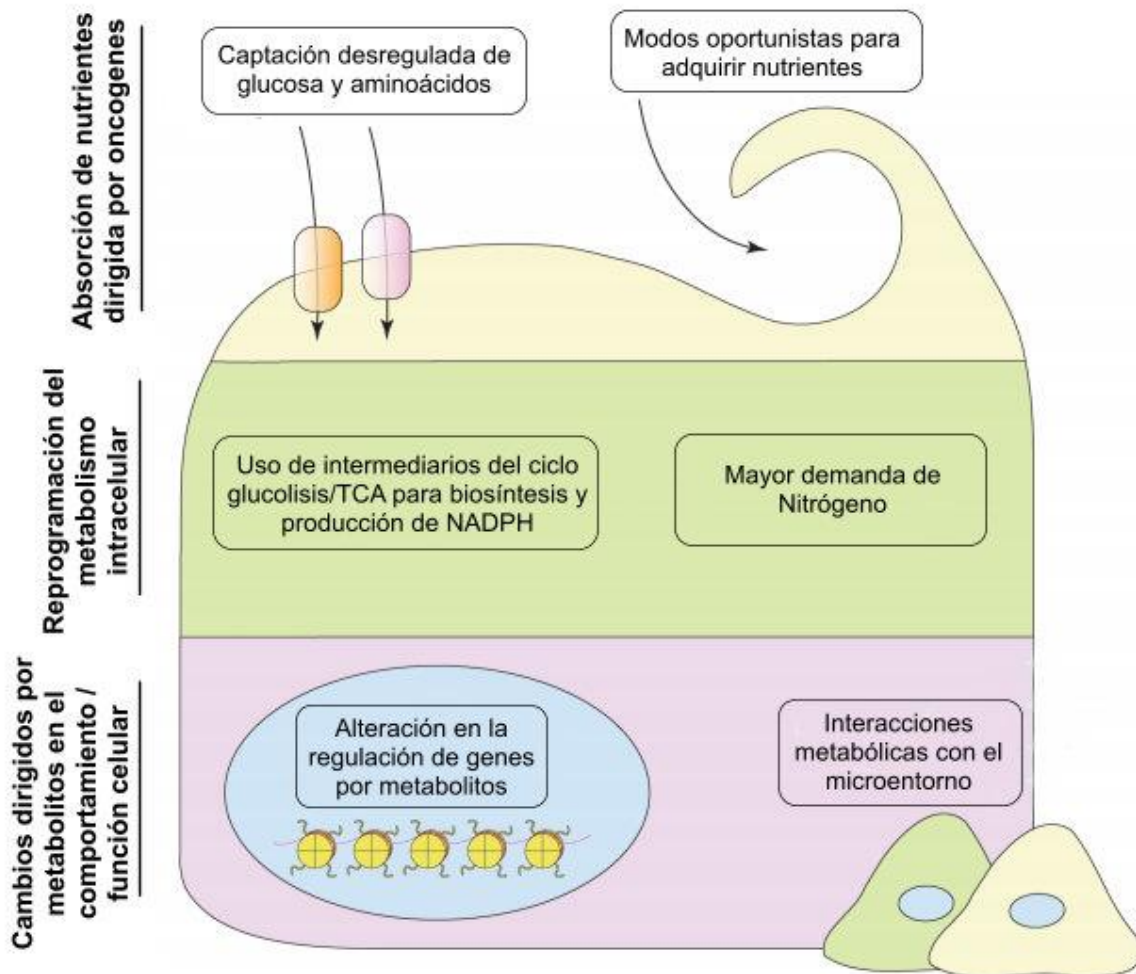 Absorción de nutrientes
dirigida por oncogenes
Captación desregulada de
glucosa y aminoácidos
Modos oportunistas para
adquirir nutrientes
Reprogramación del
metabolismo
intracelular
Uso de intermediarios del ciclo
glucolisis/TCA para biosíntesis y
producción de NADPH
Mayor demanda de
Nitrógeno
Cambios dirigidos por
metabolitos en el
comportamiento /
función celular
Alteración en la
regulación de genes
por metabolitos
Interacciones
metabólicas con el
microentorno